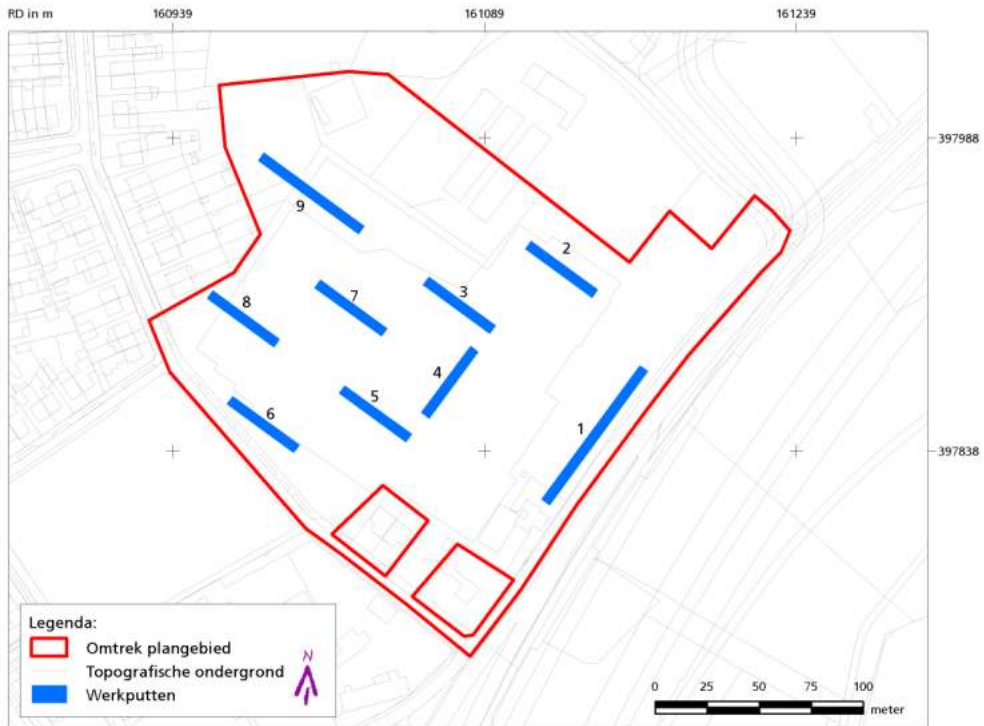 RD in m
160939
161089
161239
397988
9
2
8
7
3
4
6
5
1
397838
Legenda:
Omtrek plangebied
Topografische ondergrond
Werkputten
N
0 25 50 75 100
meter